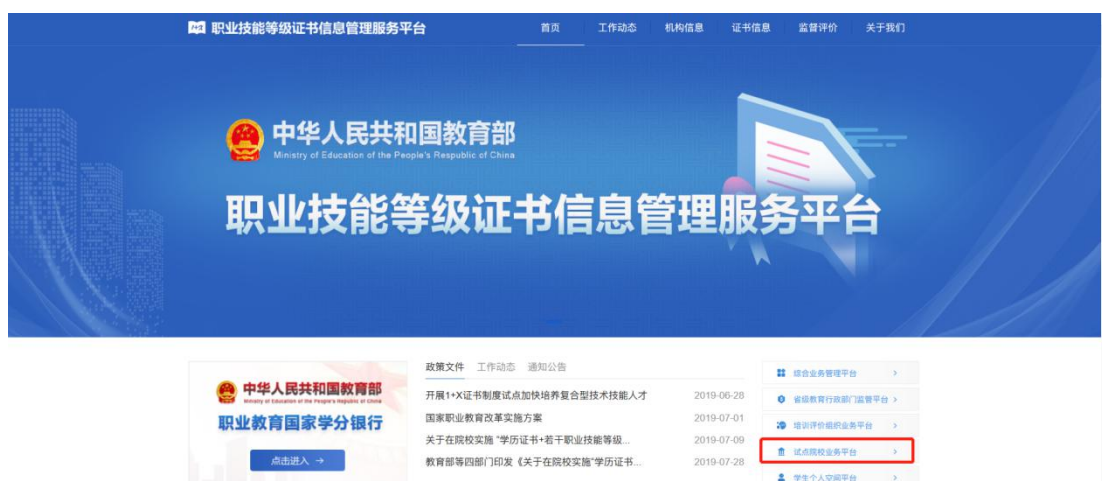 1+X 职业技能等级证书信息管理服务平台 首页 工作动态 机构信息 证书信息 监督评价 关于我们
中华人民共和国教育部
Ministry of Education of the People's Respublic of China
职业技能等级证书信息管理服务平台
中华人民共和国教育部
Ministry of Education of the People's Respublic of China
职业教育国家学分银行
点击进入 →
政策文件 工作动态 通知公告
开展1+X证书制度试点加快培养复合型技术技能人才 2019-06-28
国家职业教育改革实施方案 2019-07-01
关于在院校实施 “学历证书+若干职业技能等级... 2019-07-09
教育部等四部门印发《关于在院校实施“学历证书... 2019-07-28
综合业务管理平台 >
省级教育行政部门监管平台 >
培训评价组织业务平台 >
试点院校业务平台 >
学生个人空间平台 >